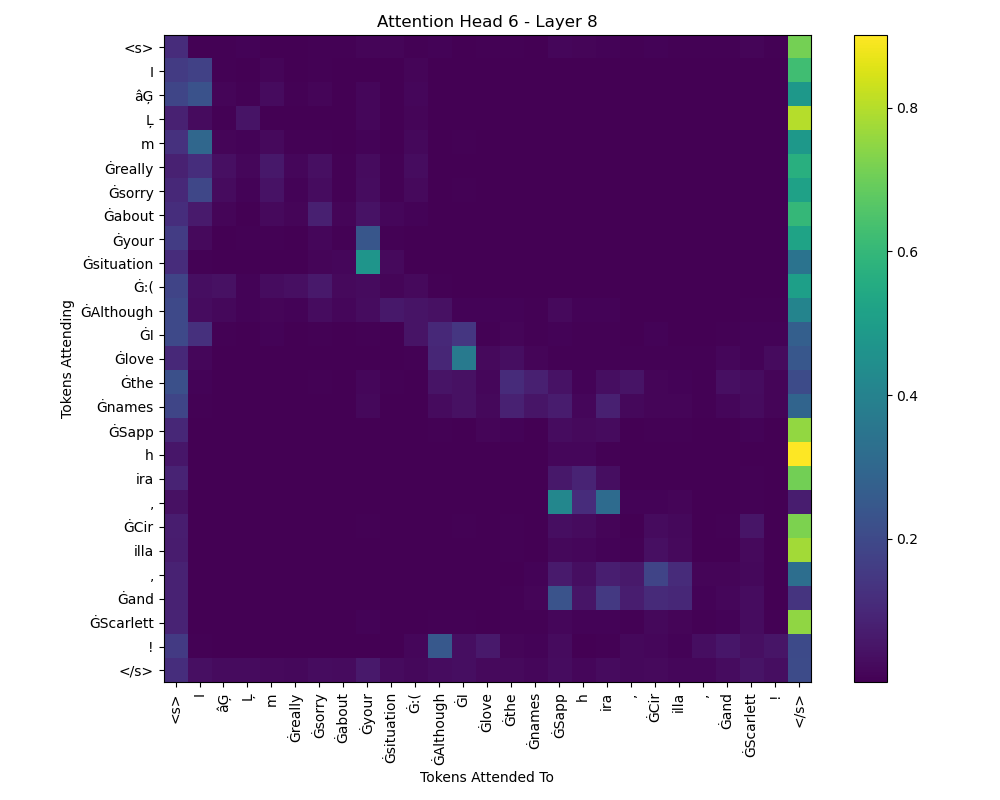 Attention Head 6 - Layer 8
Tokens Attending
<s>
I
âĢ
Ļ
m
Ġreally
Ġsorry
Ġabout
Ġyour
Ġsituation
Ġ:(
ĠAlthough
ĠI
Ġlove
Ġthe
Ġnames
ĠSapp
h
ira
,
ĠCir
illa
,
Ġand
ĠScarlett
!
</s>
<s>
I
âĢ
Ļ
m
Ġreally
Ġsorry
Ġabout
Ġyour
Ġsituation
Ġ:(
ĠAlthough
ĠI
Ġlove
Ġthe
Ġnames
ĠSapp
h
ira
,
ĠCir
illa
,
Ġand
ĠScarlett
!
</s>
Tokens Attended To
0.8
0.6
0.4
0.2